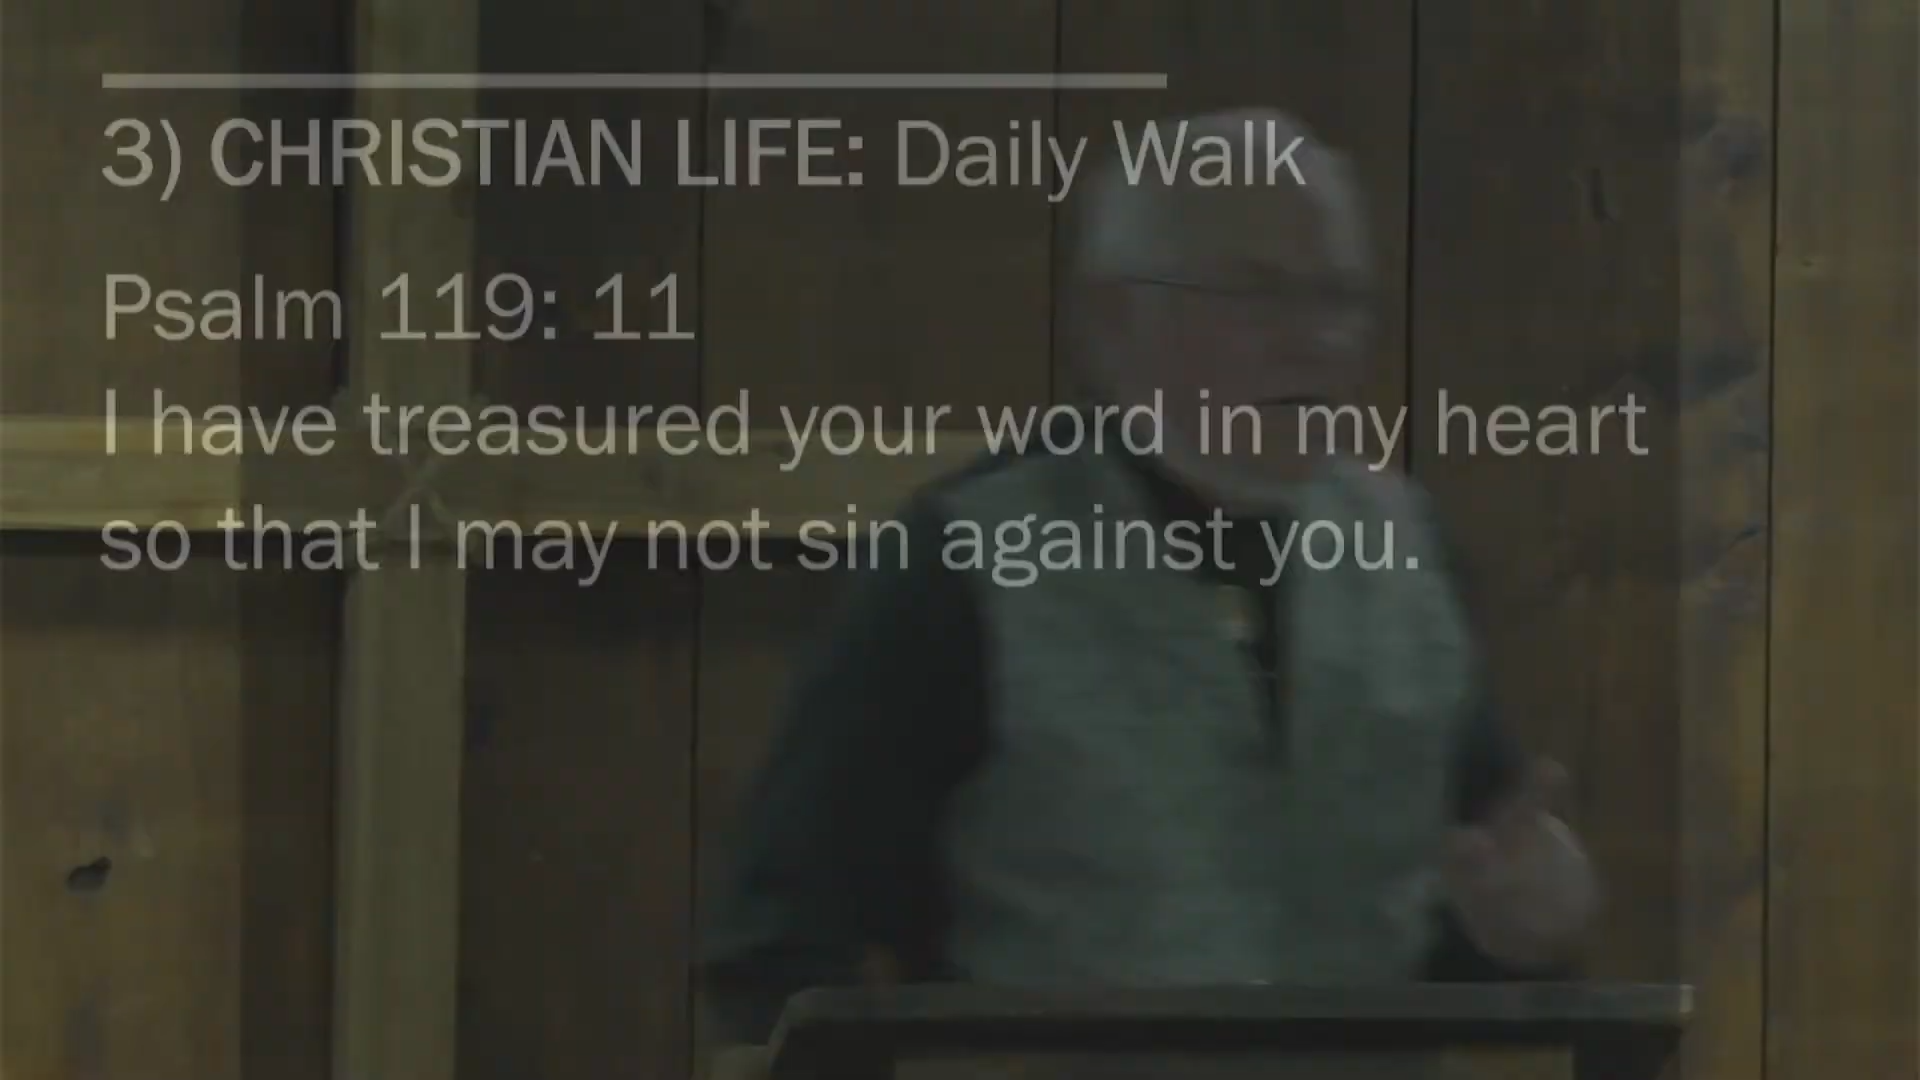 3) CHRISTIAN LIFE: Daily Walk
Psalm 119: 11
I have treasured your word in my heart
so that I may not sin against you.